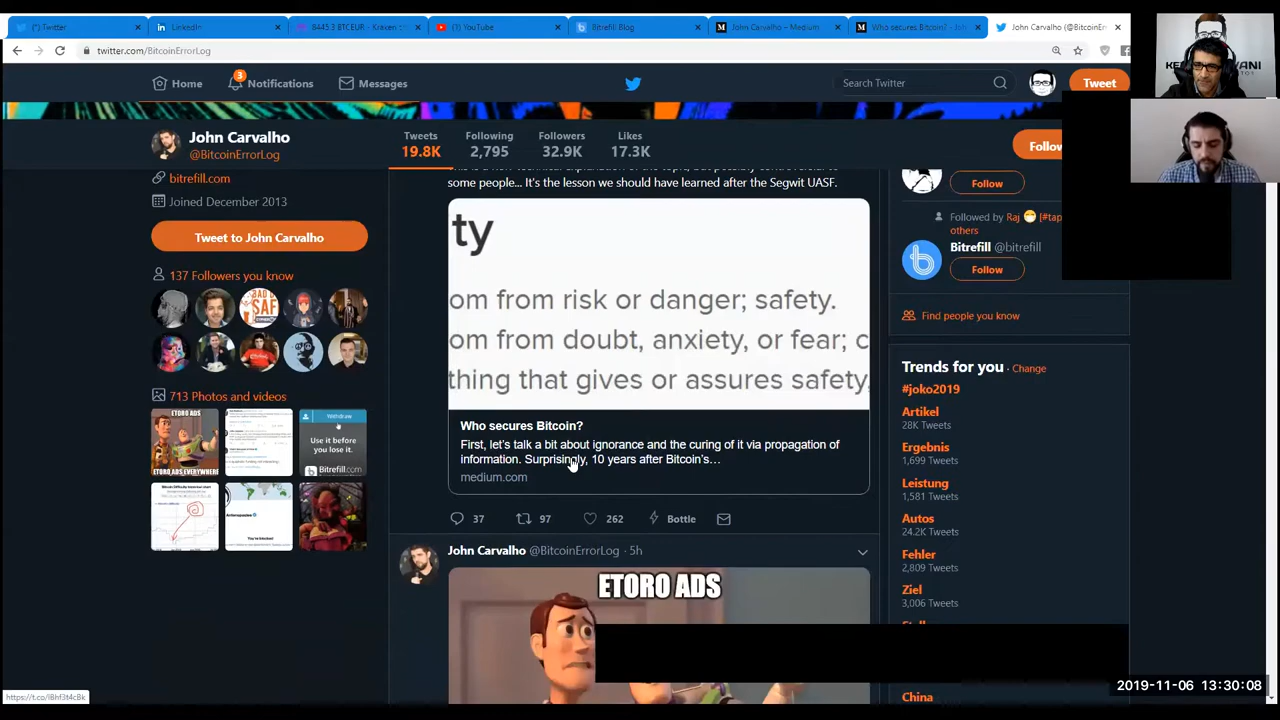 Twitter
LinkedIn
8445.3 BTCEUR - Kraken
(1) YouTube
Bitrefill Blog
John Carvalho – Medium
Who secures Bitcoin? - John
John Carvalho (@BitcoinErro
twitter.com/BitcoinErrorLog
Home
3
Notifications
Messages
Search Twitter
Tweet
John Carvalho
@BitcoinErrorLog
Tweets
19.8K
Following
2,795
Followers
32.9K
Likes
17.3K
Follow
bitrefill.com
Joined December 2013
Tweet to John Carvalho
137 Followers you know
713 Photos and videos
ETORO ADS
ETORO ADS EVERYWHERE
Use it before
you lose it.
Bitrefill.com
some people... It's the lesson we should have learned after the Segwit UASF.
ty
om from risk or danger; safety.
om from doubt, anxiety, or fear; c
thing that gives or assures safety,
Who secures Bitcoin?
First, let's talk a bit about ignorance and the curing of it via propagation of
information. Surprisingly, 10 years after Bitcoin's…
medium.com
37
97
262
Bottle
John Carvalho @BitcoinErrorLog · 5h
ETORO ADS
Follow
Followed by Raj [#tap
others
Bitrefill @bitrefill
Follow
Find people you know
Trends for you · Change
#joko2019
Artikel
28K Tweets
Ergebnis
1,699 Tweets
Leistung
1,581 Tweets
Autos
24.2K Tweets
Fehler
2,809 Tweets
Ziel
3,006 Tweets
China
2019-11-06 13:30:08